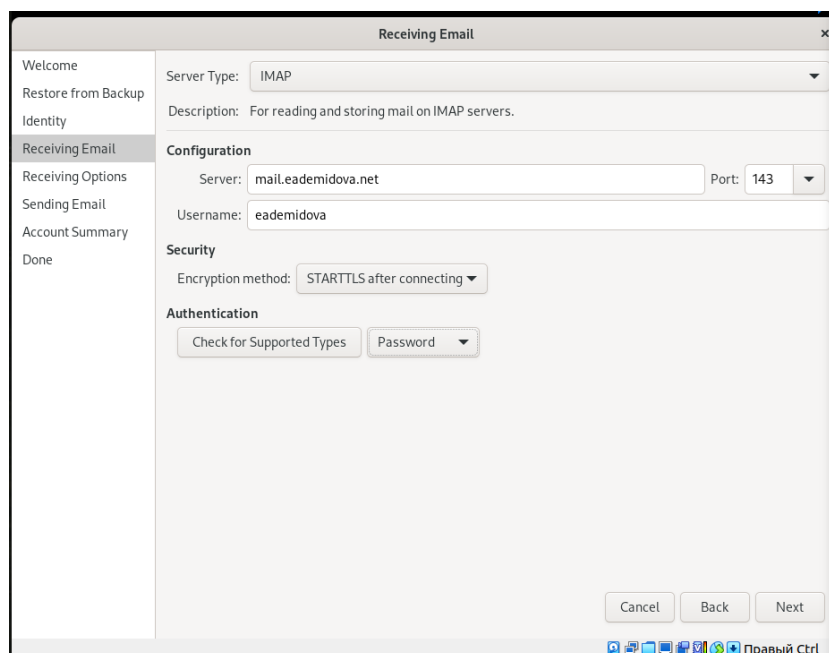 Receiving Email
Welcome
Restore from Backup
Identity
Receiving Email
Receiving Options
Sending Email
Account Summary
Done
Server Type: IMAP
Description: For reading and storing mail on IMAP servers.
Configuration
Server: mail.eademidova.net Port: 143
Username: eademidova
Security
Encryption method: STARTTLS after connecting
Authentication
Check for Supported Types Password
Cancel Back Next
Правый Ctrl